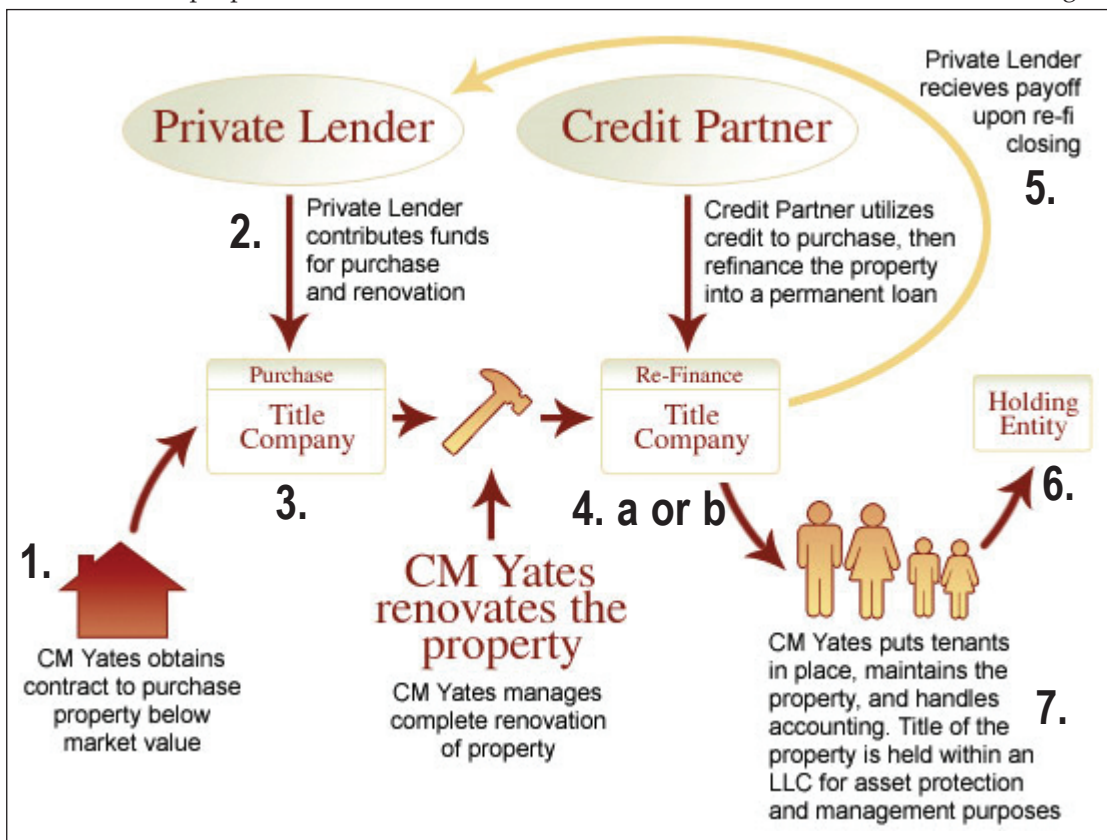 Private Lender
Credit Partner
Private Lender
recieves payoff
upon re-fi
closing
5.
2.
Private Lender
contributes funds
for purchase
and renovation
Credit Partner utilizes
credit to purchase, then
refinance the property
into a permanent loan
Purchase
Title
Company
3.
Re-Finance
Title
Company
4. a or b
Holding
Entity
6.
1.
CM Yates obtains
contract to purchase
property below
market value
CM Yates
renovates the
property
CM Yates manages
complete renovation
of property
CM Yates puts tenants
in place, maintains the
property, and handles
accounting. Title of the
property is held within an
LLC for asset protection
and management purposes
7.